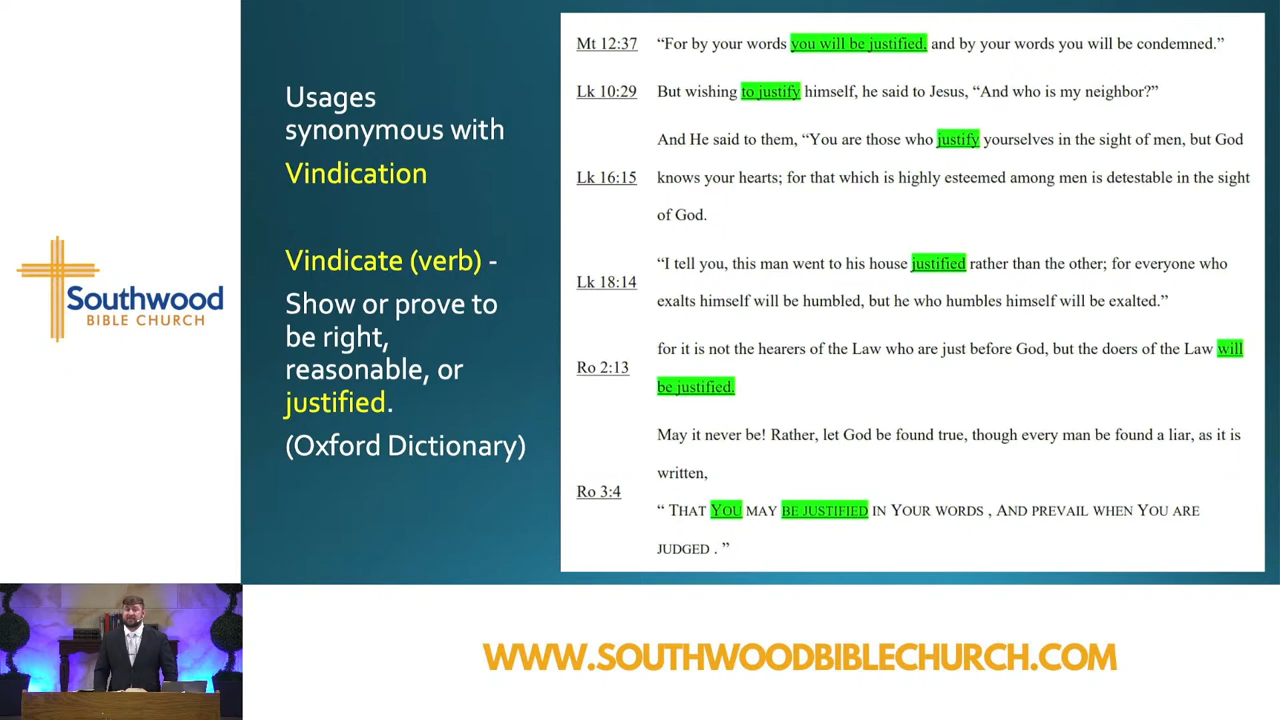 Southwood
BIBLE CHURCH
Usages
synonymous with
Vindication
Vindicate (verb) -
Show or prove to
be right,
reasonable, or
justified.
(Oxford Dictionary)
Mt 12:37 “For by your words you will be justified, and by your words you will be condemned.”
Lk 10:29 But wishing to justify himself, he said to Jesus, “And who is my neighbor?”
And He said to them, “You are those who justify yourselves in the sight of men, but God
Lk 16:15 knows your hearts; for that which is highly esteemed among men is detestable in the sight
of God.
“I tell you, this man went to his house justified rather than the other; for everyone who
Lk 18:14
exalts himself will be humbled, but he who humbles himself will be exalted.”
for it is not the hearers of the Law who are just before God, but the doers of the Law will
Ro 2:13
be justified.
May it never be! Rather, let God be found true, though every man be found a liar, as it is
written,
Ro 3:4
“ THAT YOU MAY BE JUSTIFIED IN YOUR WORDS , AND PREVAIL WHEN YOU ARE
JUDGED . ”
WWW.SOUTHWOODBIBLECHURCH.COM